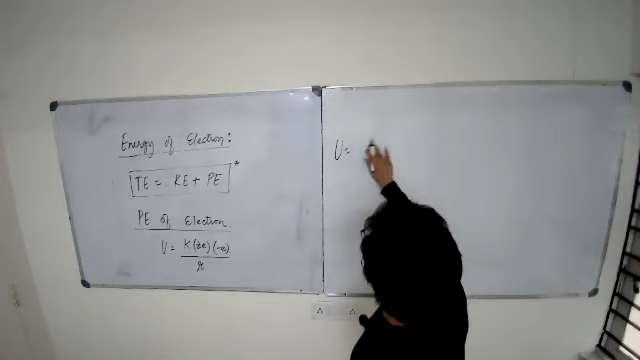 Energy of Electron:
TE = KE + PE *
PE of Electron.
U = K(ze)(-e)
r
U =